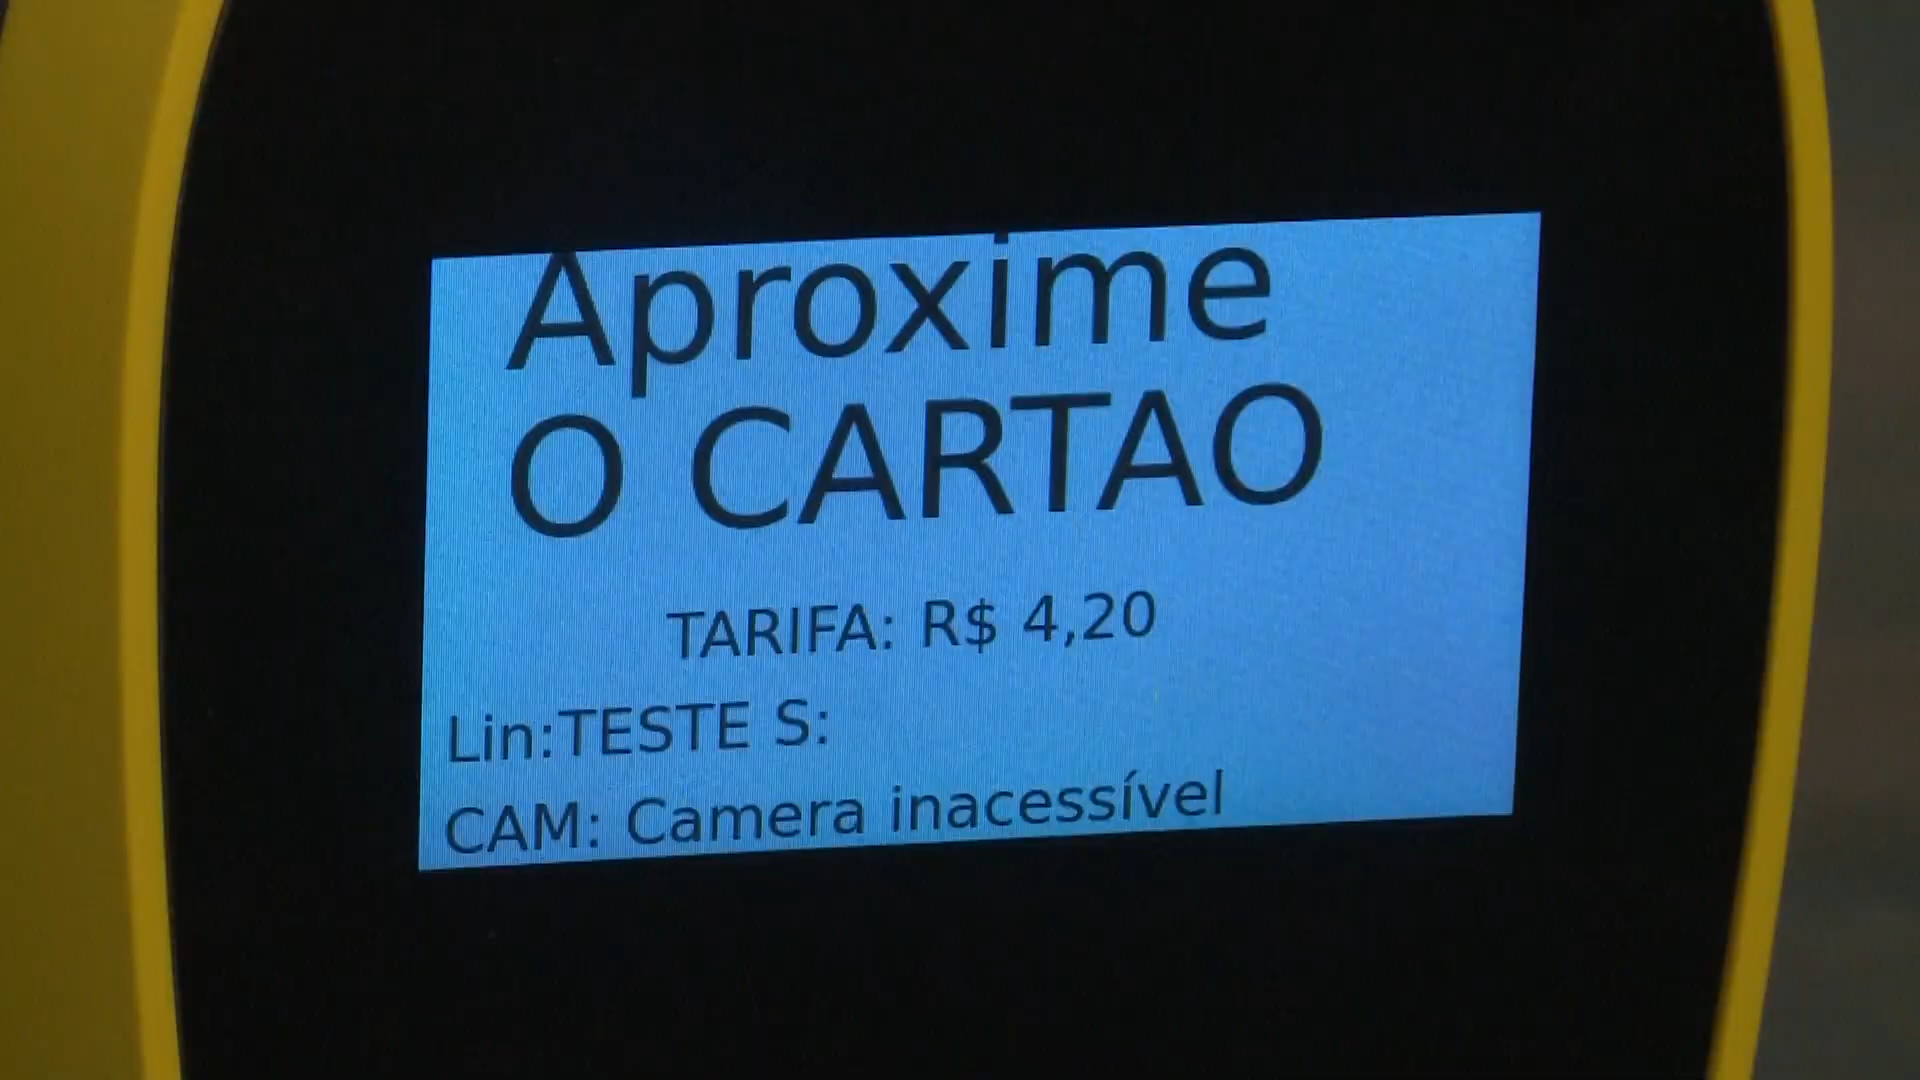 Aproxime
O CARTAO
TARIFA: R$ 4,20
Lin:TESTE S:
CAM: Camera inacessível